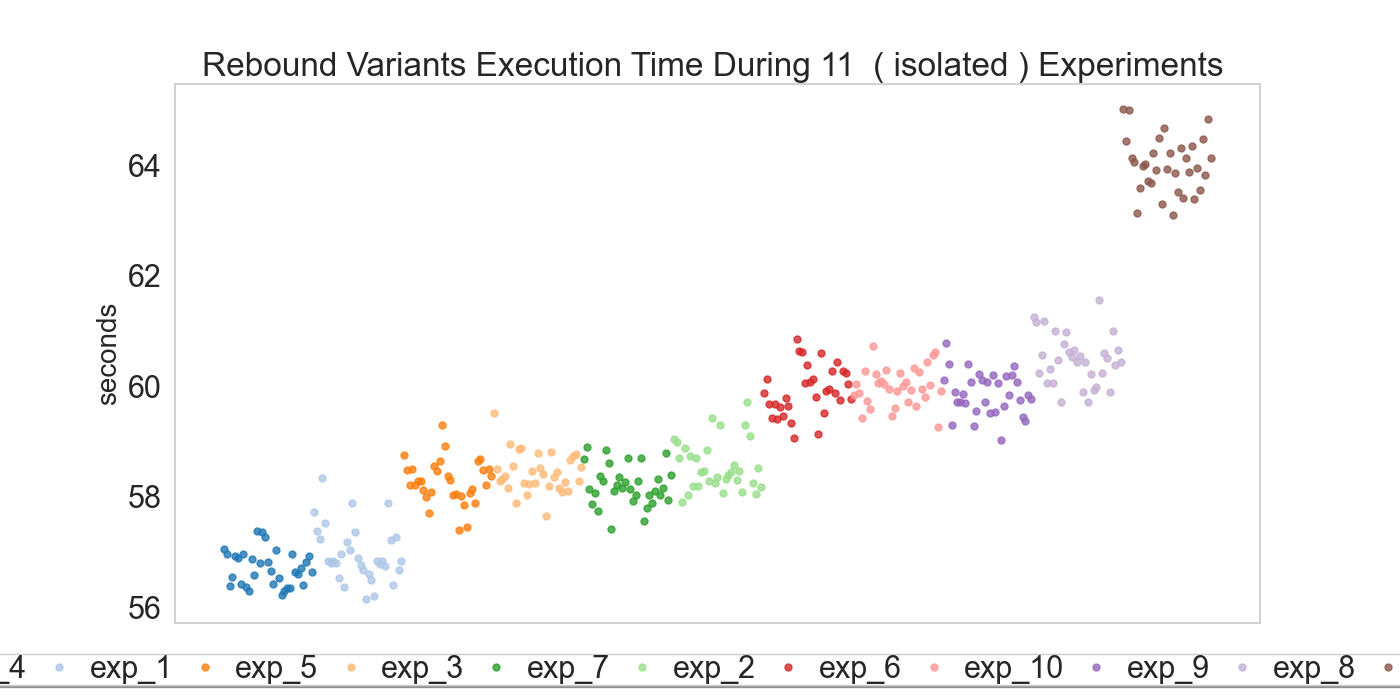 Rebound Variants Execution Time During 11  ( isolated ) Experiments
64
62
60
58
56
seconds
_4 exp_1 exp_5 exp_3 exp_7 exp_2 exp_6 exp_10 exp_9 exp_8